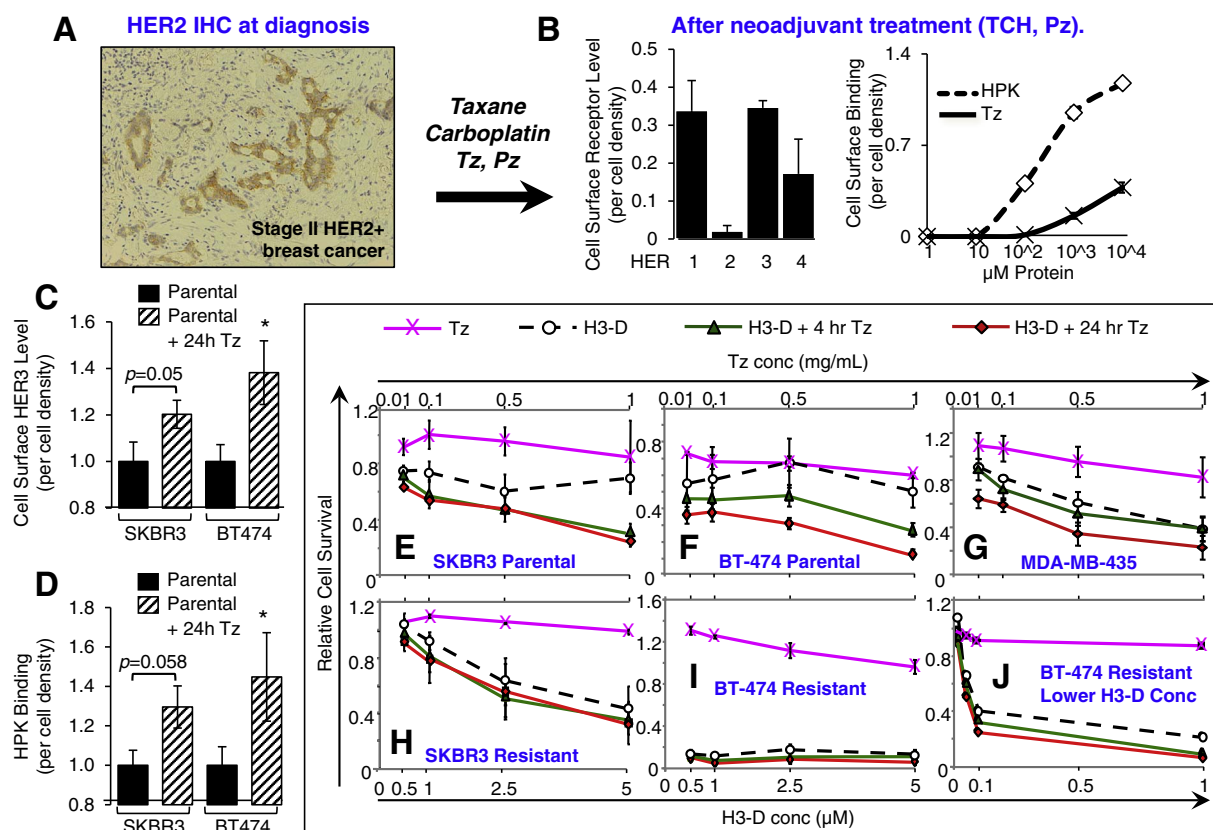 A
HER2 IHC at diagnosis
Stage II HER2+
breast cancer
Taxane
Carboplatin
Tz, Pz
B
After neoadjuvant treatment (TCH, Pz).
Cell Surface Receptor Level
(per cell density)
0.5
0.4
0.3
0.2
0.1
0
HER 1 2 3 4
Cell Surface Binding
(per cell density)
1.4
0.7
0
HPK
Tz
1 10 10^2 10^3 10^4
µM Protein
C
Parental
Parental
+ 24h Tz
Cell Surface HER3 Level
(per cell density)
1.6
1.4
1.2
1.0
0.8
p=0.05
*
SKBR3 BT474
D
Parental
Parental
+ 24h Tz
HPK Binding
(per cell density)
1.8
1.6
1.4
1.2
1.0
0.8
p=0.058
*
SKBR3 BT474
Tz H3-D H3-D + 4 hr Tz H3-D + 24 hr Tz
Tz conc (mg/mL)
Relative Cell Survival
0.01 0.1 0.5 1
1.2
0.8
0.4
0
E
SKBR3 Parental
0.01 0.1 0.5 1
0.8
0.6
0.4
0.2
0
F
BT-474 Parental
0.01 0.1 0.5 1
1.2
0.8
0.4
0
G
MDA-MB-435
1.2
0.8
0.4
0
H
SKBR3 Resistant
0 0.5 1 2.5 5
1.6
1.2
0.8
0.4
0
I
BT-474 Resistant
0.5 1 2.5 5
1.2
0.8
0.4
0
J
BT-474 Resistant
Lower H3-D Conc
0 0.1 0.5 1
H3-D conc (µM)